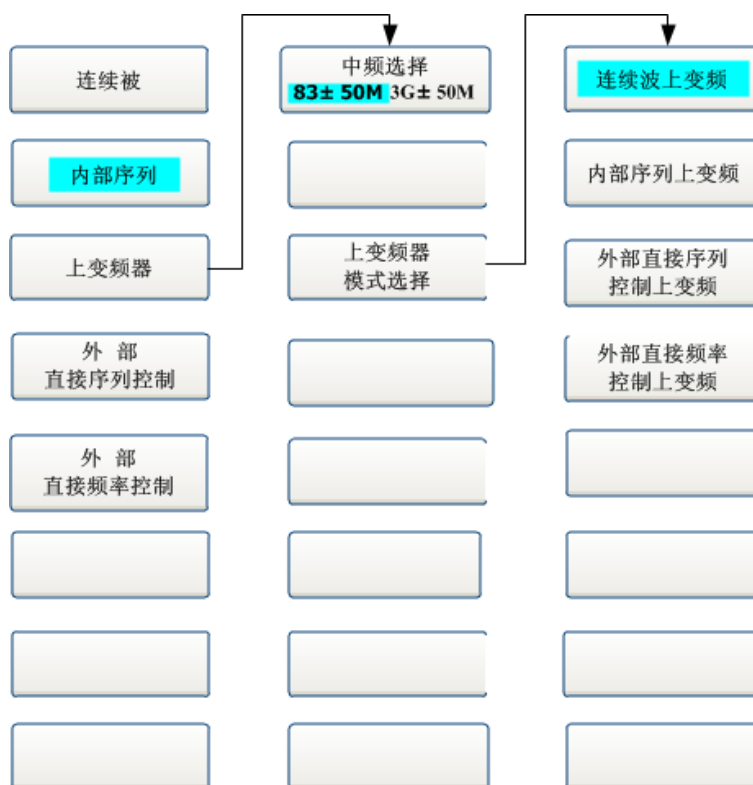 连续被
内部序列
上变频器
外 部
直接序列控制
外 部
直接频率控制
中频选择
83± 50M 3G± 50M
上变频器
模式选择
连续波上变频
内部序列上变频
外部直接序列
控制上变频
外部直接频率
控制上变频